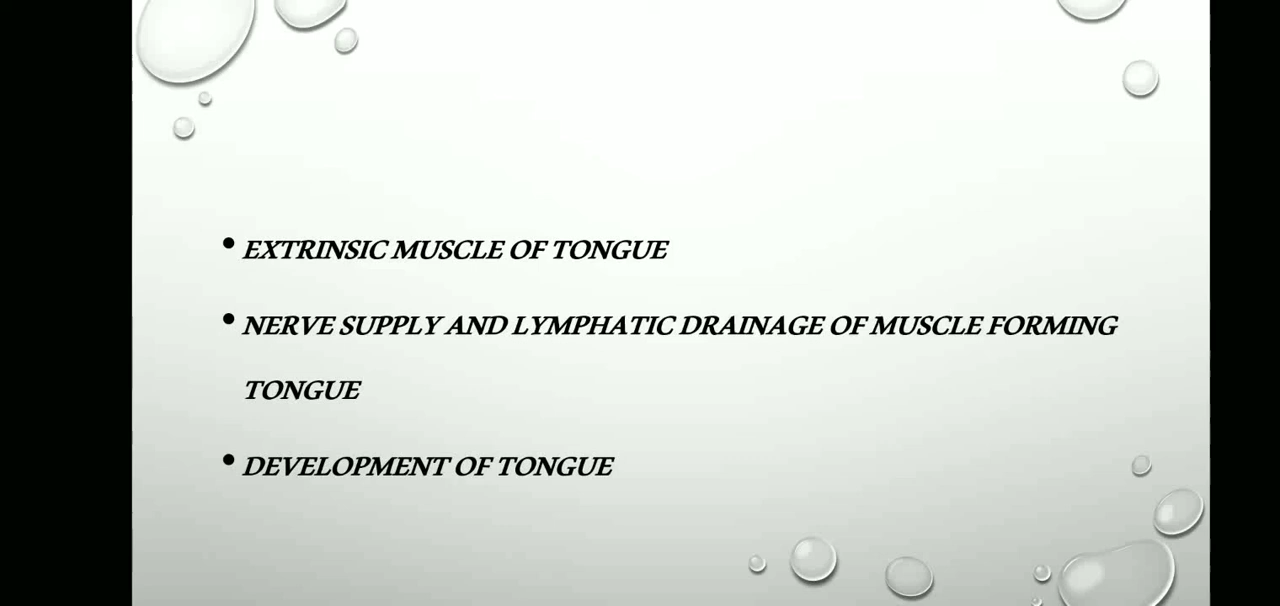 • EXTRINSIC MUSCLE OF TONGUE
• NERVE SUPPLY AND LYMPHATIC DRAINAGE OF MUSCLE FORMING
TONGUE
• DEVELOPMENT OF TONGUE